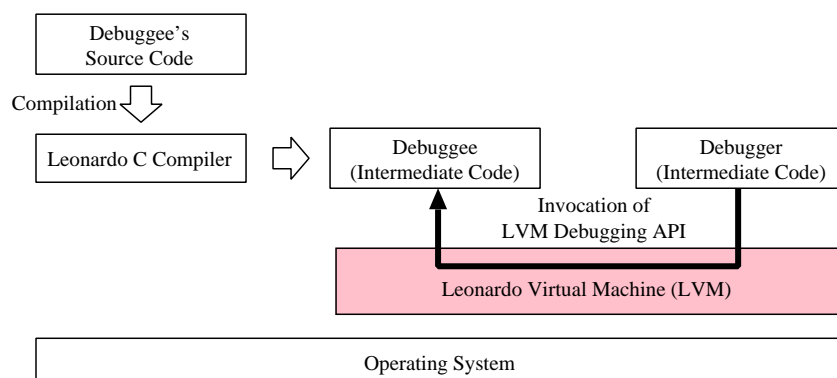 Debuggee's
Source Code
Compilation
Leonardo C Compiler
Debuggee
(Intermediate Code)
Debugger
(Intermediate Code)
Invocation of
LVM Debugging API
Leonardo Virtual Machine (LVM)
Operating System